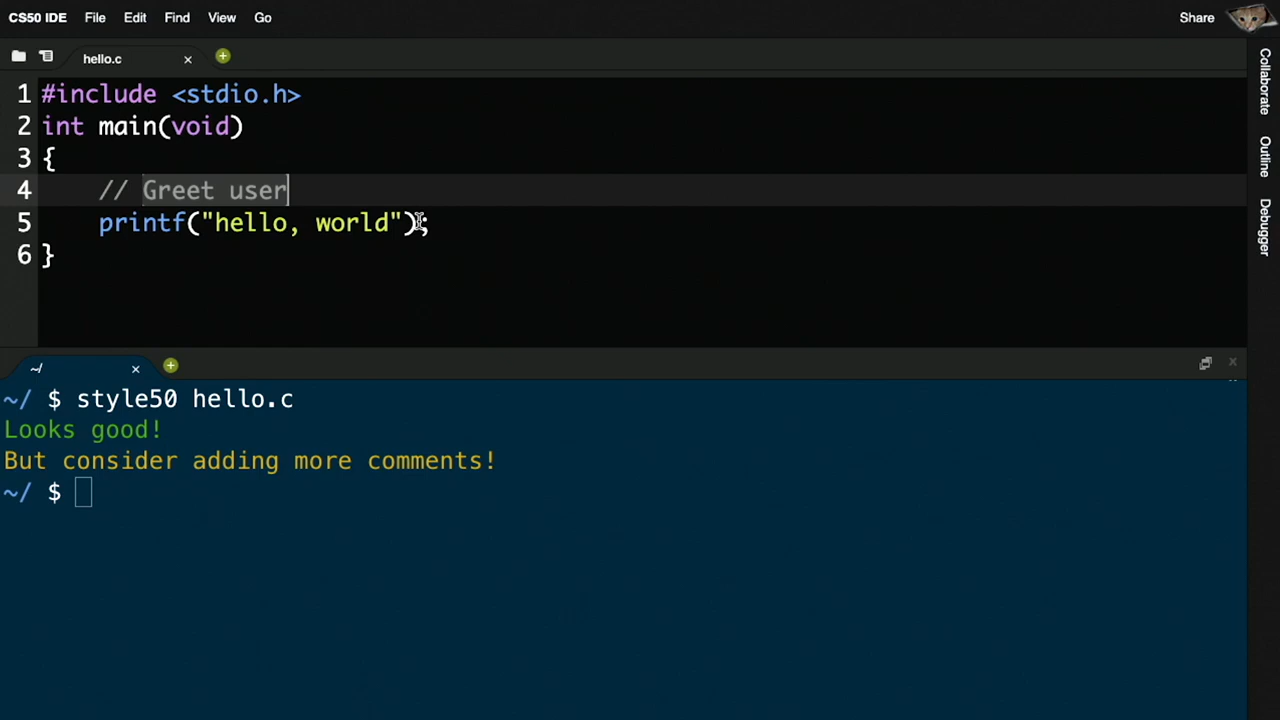 CS50 IDE File Edit Find View Go Share
hello.c
1 #include <stdio.h>
2 int main(void)
3 {
4 // Greet user
5 printf("hello, world");
6 }
Collaborate
Outline
Debugger
~/
~/ $ style50 hello.c
Looks good!
But consider adding more comments!
~/ $